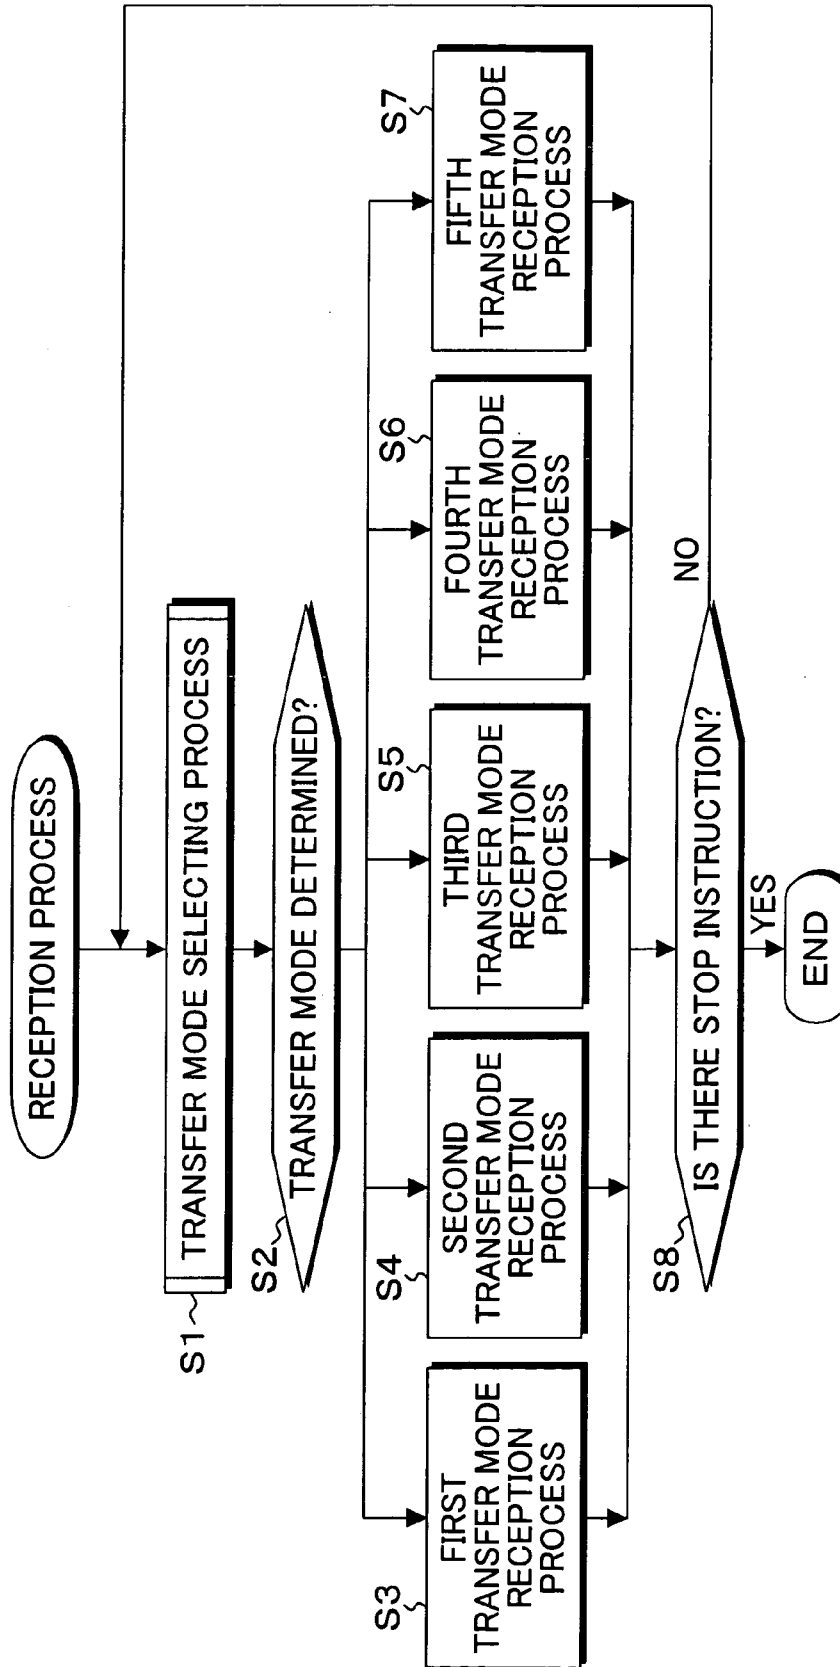 RECEPTION PROCESS
S1
TRANSFER MODE SELECTING PROCESS
S2
TRANSFER MODE DETERMINED?
S3
FIRST
TRANSFER MODE
RECEPTION
PROCESS
S4
SECOND
TRANSFER MODE
RECEPTION
PROCESS
S5
THIRD
TRANSFER MODE
RECEPTION
PROCESS
S6
FOURTH
TRANSFER MODE
RECEPTION
PROCESS
S7
FIFTH
TRANSFER MODE
RECEPTION
PROCESS
S8
IS THERE STOP INSTRUCTION?
NO
YES
END